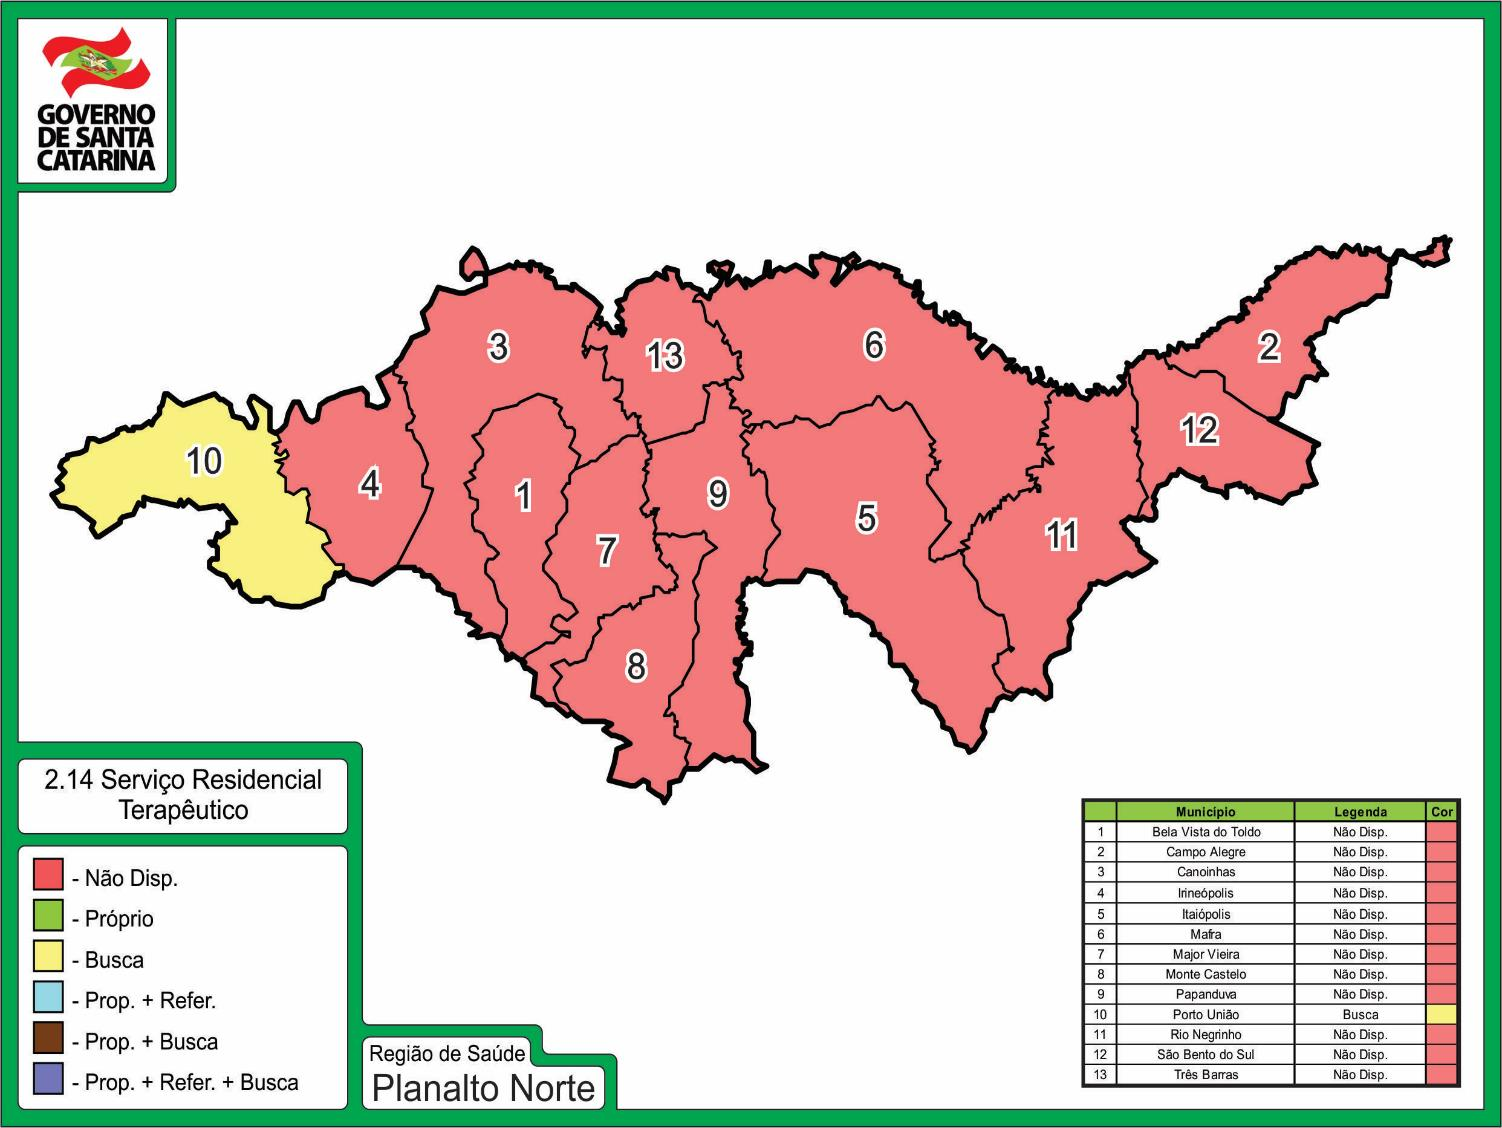 GOVERNO
DE SANTA
CATARINA
3
13
6
2
10
4
1
9
5
12
7
11
8
2.14 Serviço Residencial
Terapêutico
- Não Disp.
- Próprio
- Busca
- Prop. + Refer.
- Prop. + Busca
- Prop. + Refer. + Busca
Região de Saúde
Planalto Norte
Município Legenda Cor
1 Bela Vista do Toldo Não Disp.
2 Campo Alegre Não Disp.
3 Canoinhas Não Disp.
4 Irineópolis Não Disp.
5 Itaiópolis Não Disp.
6 Mafra Não Disp.
7 Major Vieira Não Disp.
8 Monte Castelo Não Disp.
9 Papanduva Não Disp.
10 Porto União Busca
11 Rio Negrinho Não Disp.
12 São Bento do Sul Não Disp.
13 Três Barras Não Disp.